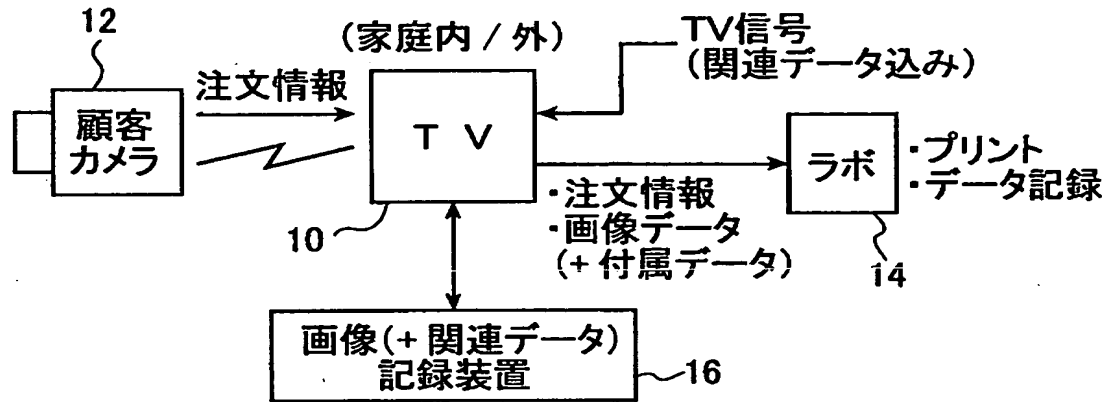 12
(家庭内 / 外)
TV信号
(関連データ込み)
注文情報
顧客
カメラ
TV
ラボ
・プリント
・データ記録
10
・注文情報
・画像データ
(+ 付属データ)
14
画像(+ 関連データ)
記録装置
16